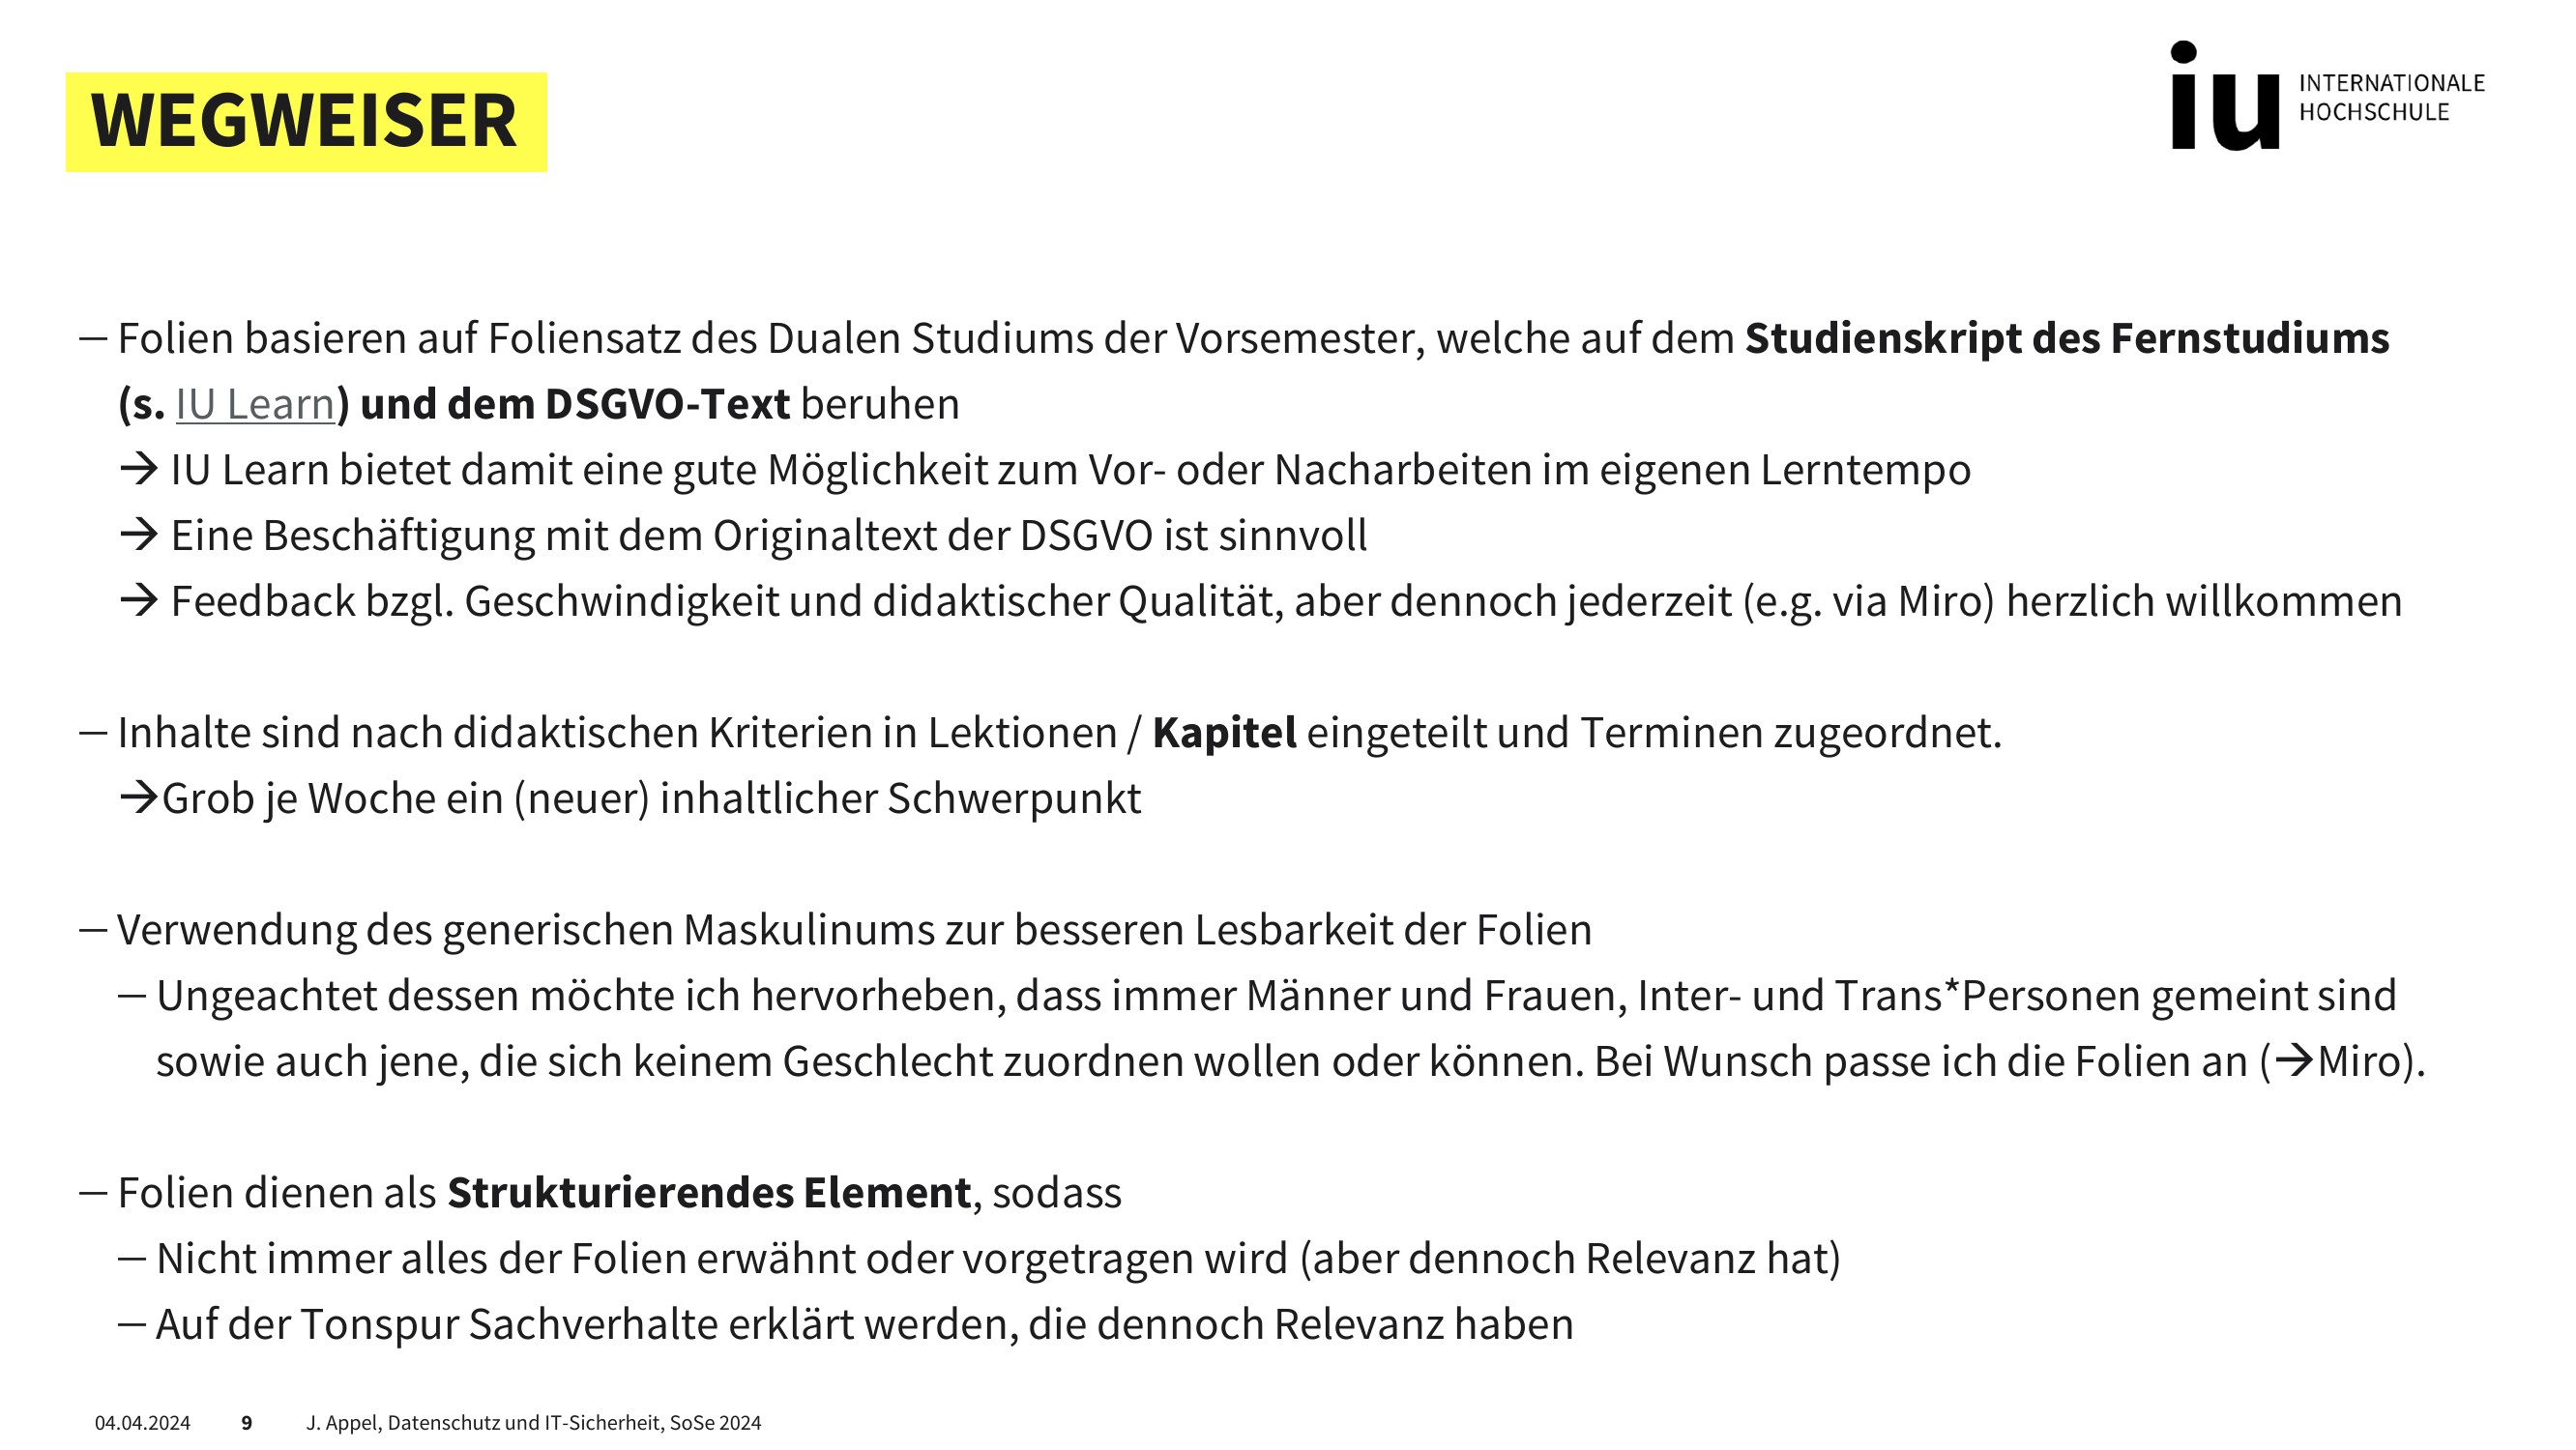 WEGWEISER
iu INTERNATIONALE
HOCHSCHULE
– Folien basieren auf Foliensatz des Dualen Studiums der Vorsemester, welche auf dem Studienskript des Fernstudiums
(s. IU Learn) und dem DSGVO-Text beruhen
→ IU Learn bietet damit eine gute Möglichkeit zum Vor- oder Nacharbeiten im eigenen Lerntempo
→ Eine Beschäftigung mit dem Originaltext der DSGVO ist sinnvoll
→ Feedback bzgl. Geschwindigkeit und didaktischer Qualität, aber dennoch jederzeit (e.g. via Miro) herzlich willkommen
– Inhalte sind nach didaktischen Kriterien in Lektionen / Kapitel eingeteilt und Terminen zugeordnet.
→Grob je Woche ein (neuer) inhaltlicher Schwerpunkt
– Verwendung des generischen Maskulinums zur besseren Lesbarkeit der Folien
– Ungeachtet dessen möchte ich hervorheben, dass immer Männer und Frauen, Inter- und Trans*Personen gemeint sind
sowie auch jene, die sich keinem Geschlecht zuordnen wollen oder können. Bei Wunsch passe ich die Folien an (→Miro).
– Folien dienen als Strukturierendes Element, sodass
– Nicht immer alles der Folien erwähnt oder vorgetragen wird (aber dennoch Relevanz hat)
– Auf der Tonspur Sachverhalte erklärt werden, die dennoch Relevanz haben
04.04.2024 9 J. Appel, Datenschutz und IT-Sicherheit, SoSe 2024